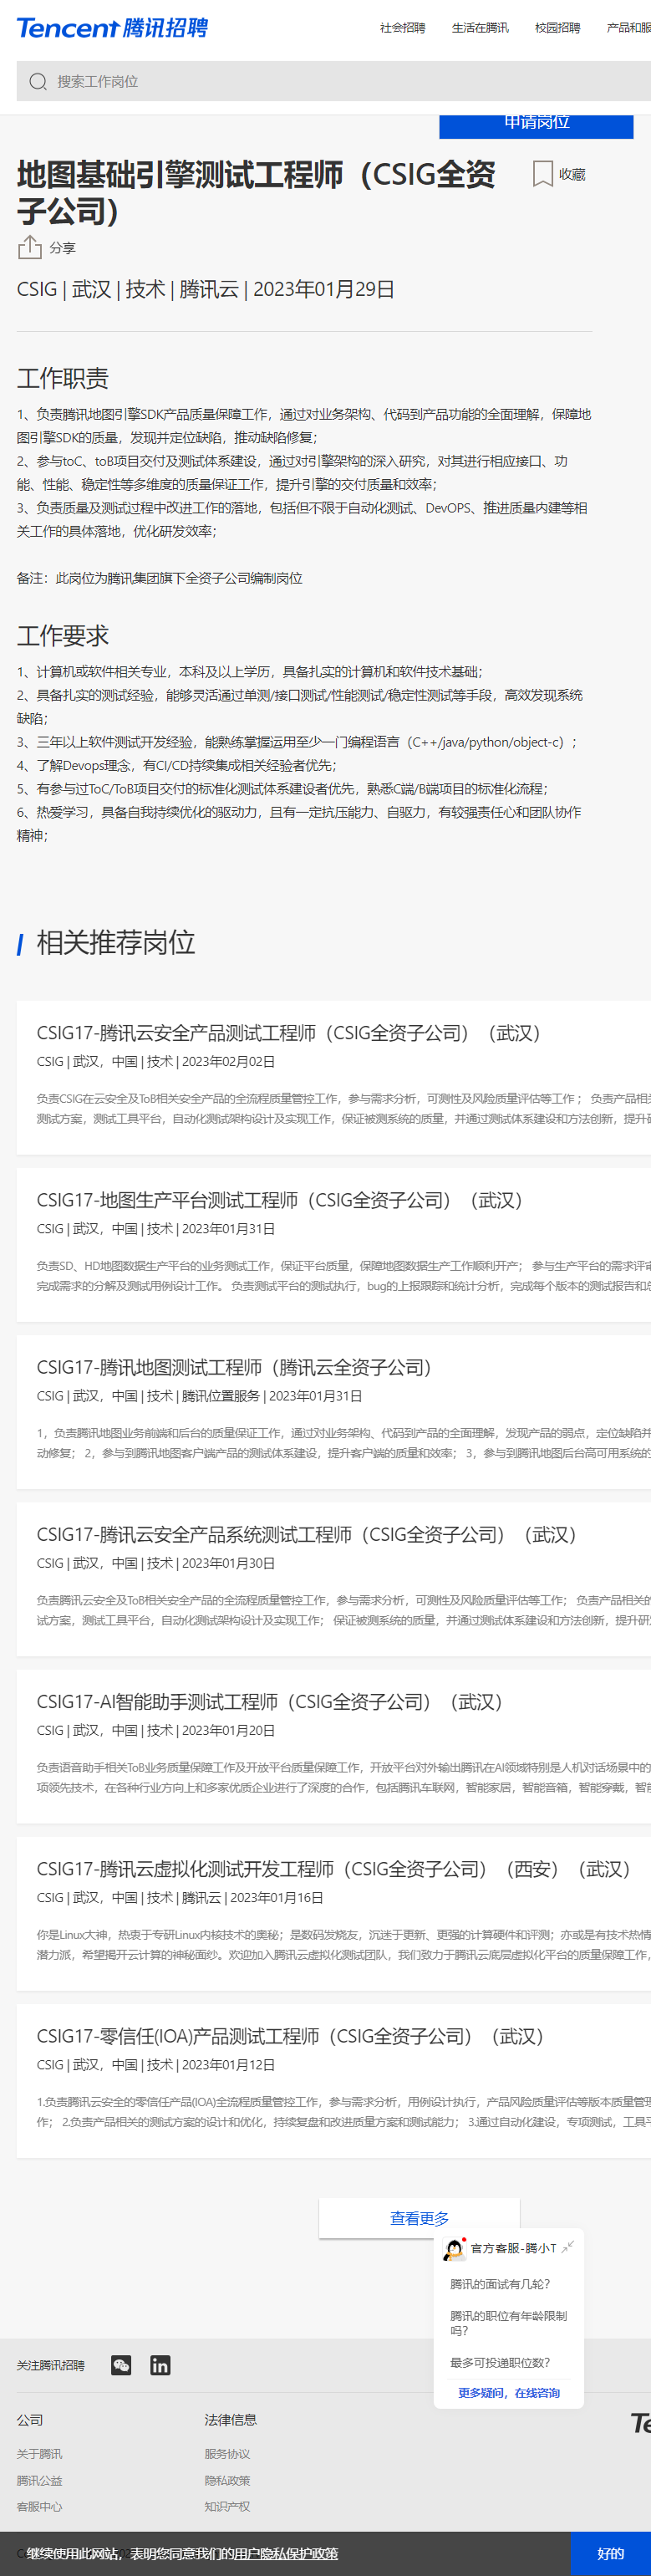 Tencent 腾讯招聘
社会招聘 生活在腾讯 校园招聘 产品和服
搜索工作岗位
申请岗位
地图基础引擎测试工程师（CSIG全资
子公司）
收藏
分享
CSIG | 武汉 | 技术 | 腾讯云 | 2023年01月29日
工作职责
1、负责腾讯地图引擎SDK产品质量保障工作，通过对业务架构、代码到产品功能的全面理解，保障地
图引擎SDK的质量，发现并定位缺陷，推动缺陷修复；
2、参与toC、toB项目交付及测试体系建设，通过对引擎架构的深入研究，对其进行相应接口、功
能、性能、稳定性等多维度的质量保证工作，提升引擎的交付质量和效率；
3、负责质量及测试过程中改进工作的落地，包括但不限于自动化测试、DevOPS、推进质量内建等相
关工作的具体落地，优化研发效率；
备注：此岗位为腾讯集团旗下全资子公司编制岗位
工作要求
1、计算机或软件相关专业，本科及以上学历，具备扎实的计算机和软件技术基础；
2、具备扎实的测试经验，能够灵活通过单测/接口测试/性能测试/稳定性测试等手段，高效发现系统
缺陷；
3、三年以上软件测试开发经验，能熟练掌握运用至少一门编程语言（C++/java/python/object-c）；
4、了解Devops理念，有CI/CD持续集成相关经验者优先；
5、有参与过ToC/ToB项目交付的标准化测试体系建设者优先，熟悉C端/B端项目的标准化流程；
6、热爱学习，具备自我持续优化的驱动力，且有一定抗压能力、自驱力，有较强责任心和团队协作
精神；
相关推荐岗位
CSIG17-腾讯云安全产品测试工程师（CSIG全资子公司）（武汉）
CSIG | 武汉，中国 | 技术 | 2023年02月02日
负责CSIG在云安全及ToB相关安全产品的全流程质量管控工作，参与需求分析，可测性及风险质量评估等工作 ； 负责产品相关
测试方案，测试工具平台，自动化测试架构设计及实现工作，保证被测系统的质量，并通过测试体系建设和方法创新，提升研
CSIG17-地图生产平台测试工程师（CSIG全资子公司）（武汉）
CSIG | 武汉，中国 | 技术 | 2023年01月31日
负责SD、HD地图数据生产平台的业务测试工作，保证平台质量，保障地图数据生产工作顺利开产； 参与生产平台的需求评审
完成需求的分解及测试用例设计工作。 负责测试平台的测试执行，bug的上报跟踪和统计分析，完成每个版本的测试报告和总
CSIG17-腾讯地图测试工程师（腾讯云全资子公司）
CSIG | 武汉，中国 | 技术 | 腾讯位置服务 | 2023年01月31日
1，负责腾讯地图业务前端和后台的质量保证工作，通过对业务架构、代码到产品的全面理解，发现产品的弱点，定位缺陷并
动修复； 2，参与到腾讯地图客户端产品的测试体系建设，提升客户端的质量和效率； 3，参与到腾讯地图后台高可用系统的
CSIG17-腾讯云安全产品系统测试工程师（CSIG全资子公司）（武汉）
CSIG | 武汉，中国 | 技术 | 2023年01月30日
负责腾讯云安全及ToB相关安全产品的全流程质量管控工作，参与需求分析，可测性及风险质量评估等工作； 负责产品相关的
试方案，测试工具平台，自动化测试架构设计及实现工作； 保证被测系统的质量，并通过测试体系建设和方法创新，提升研
CSIG17-AI智能助手测试工程师（CSIG全资子公司）（武汉）
CSIG | 武汉，中国 | 技术 | 2023年01月20日
负责语音助手相关ToB业务质量保障工作及开放平台质量保障工作，开放平台对外输出腾讯在AI领域特别是人机对话场景中的
项领先技术，在各种行业方向上和多家优质企业进行了深度的合作，包括腾讯车联网，智能家居，智能音箱，智能穿戴，智能
CSIG17-腾讯云虚拟化测试开发工程师（CSIG全资子公司）（西安）（武汉）
CSIG | 武汉，中国 | 技术 | 腾讯云 | 2023年01月16日
你是Linux大神，热衷于专研Linux内核技术的奥秘；是数码发烧友，沉迷于更新、更强的计算硬件和评测；亦或是有技术热情
潜力派，希望揭开云计算的神秘面纱。欢迎加入腾讯云虚拟化测试团队，我们致力于腾讯云底层虚拟化平台的质量保障工作，
CSIG17-零信任(IOA)产品测试工程师（CSIG全资子公司）（武汉）
CSIG | 武汉，中国 | 技术 | 2023年01月12日
1.负责腾讯云安全的零信任产品(IOA)全流程质量管控工作，参与需求分析，用例设计执行，产品风险质量评估等版本质量管理
作； 2.负责产品相关的测试方案的设计和优化，持续复盘和改进质量方案和测试能力； 3.通过自动化建设，专项测试，工具平
查看更多
官方客服-腾小T
腾讯的面试有几轮？
腾讯的职位有年龄限制
吗？
最多可投递职位数？
更多疑问，在线咨询
关注腾讯招聘
公司 法律信息
关于腾讯 服务协议
腾讯公益 隐私政策
客服中心 知识产权
继续使用此网站，表明您同意我们的用户隐私保护政策
好的